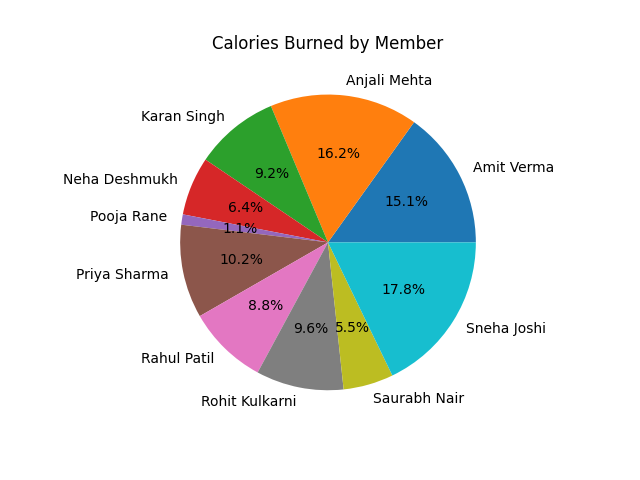 Calories Burned by Member
Anjali Mehta
Karan Singh
16.2%
Amit Verma
9.2%
Neha Deshmukh
6.4%
15.1%
Pooja Rane
1.1%
Priya Sharma
10.2%
17.8%
8.8%
9.6%
5.5%
Sneha Joshi
Rahul Patil
Rohit Kulkarni
Saurabh Nair